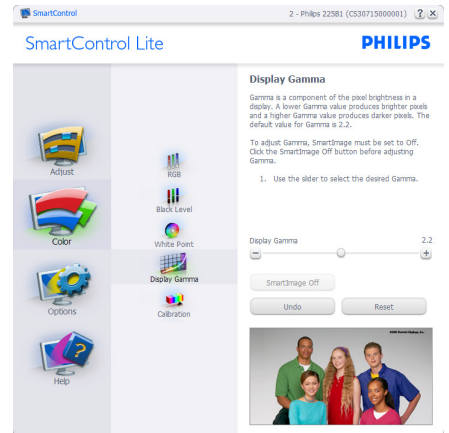 SmartControl
2 - Philips 225B1 (CS30715000001)
? X
SmartControl Lite
PHILIPS
Adjust
Color
Options
Help
RGB
Black Level
White Point
Display Gamma
Calibration
Display Gamma
Gamma is a component of the pixel brightness in a
display. A lower Gamma value produces brighter pixels
and a higher Gamma value produces darker pixels. The
default value for Gamma is 2.2.
To adjust Gamma, SmartImage must be set to Off.
Click the SmartImage Off button before adjusting
Gamma.
1. Use the slider to select the desired Gamma.
Display Gamma 2.2
SmartImage Off
Undo Reset